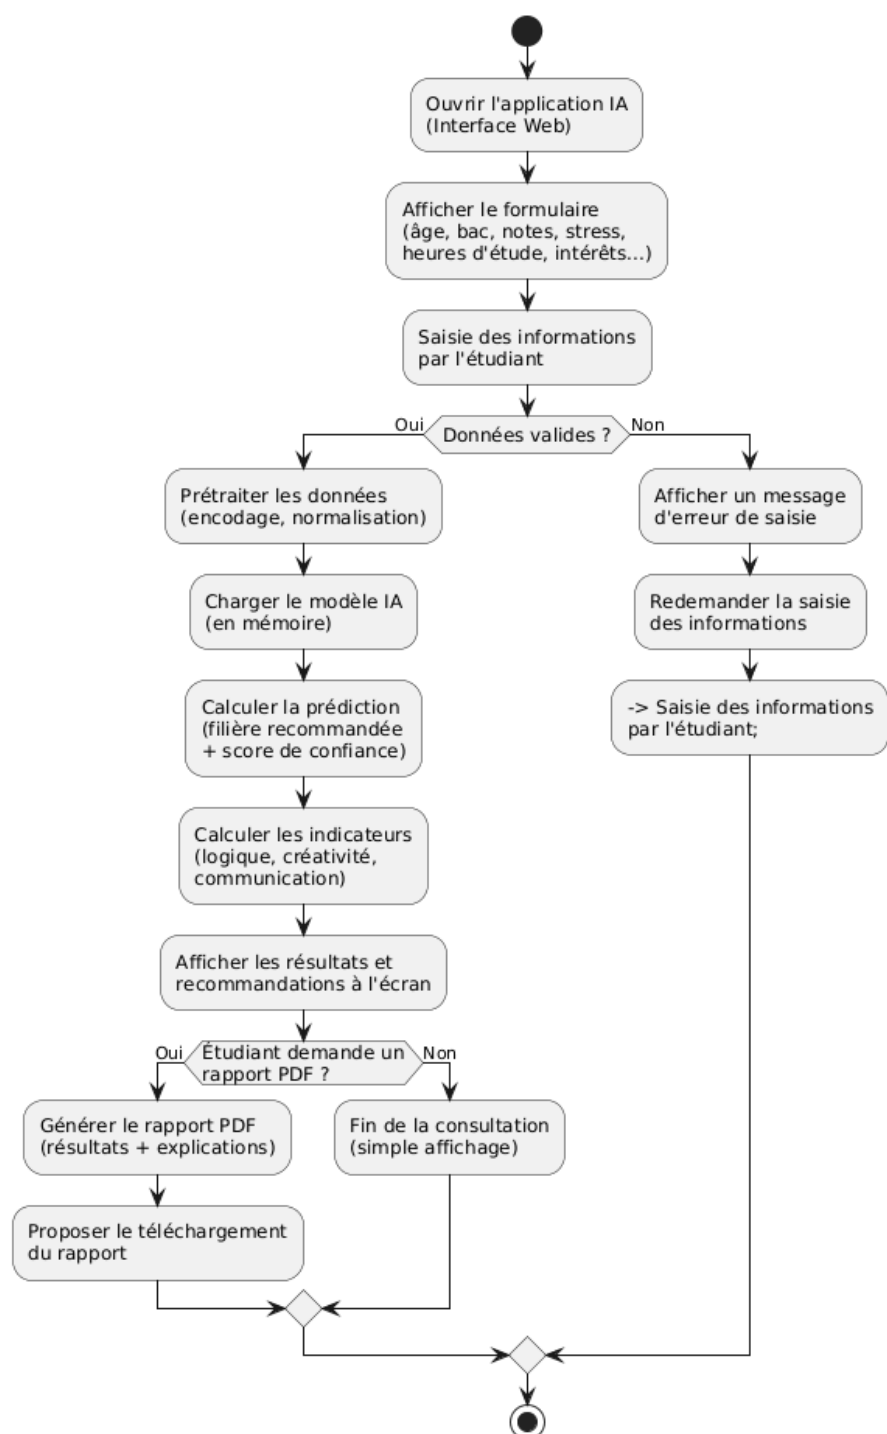 Ouvrir l'application IA
(Interface Web)
Afficher le formulaire
(âge, bac, notes, stress,
heures d'étude, intérêts...)
Saisie des informations
par l'étudiant
Oui
Données valides ?
Non
Prétraiter les données
(encodage, normalisation)
Charger le modèle IA
(en mémoire)
Calculer la prédiction
(filière recommandée
+ score de confiance)
Calculer les indicateurs
(logique, créativité,
communication)
Afficher les résultats et
recommandations à l'écran
Oui
Étudiant demande un
rapport PDF ?
Non
Générer le rapport PDF
(résultats + explications)
Proposer le téléchargement
du rapport
Fin de la consultation
(simple affichage)
Afficher un message
d'erreur de saisie
Redemander la saisie
des informations
-> Saisie des informations
par l'étudiant;